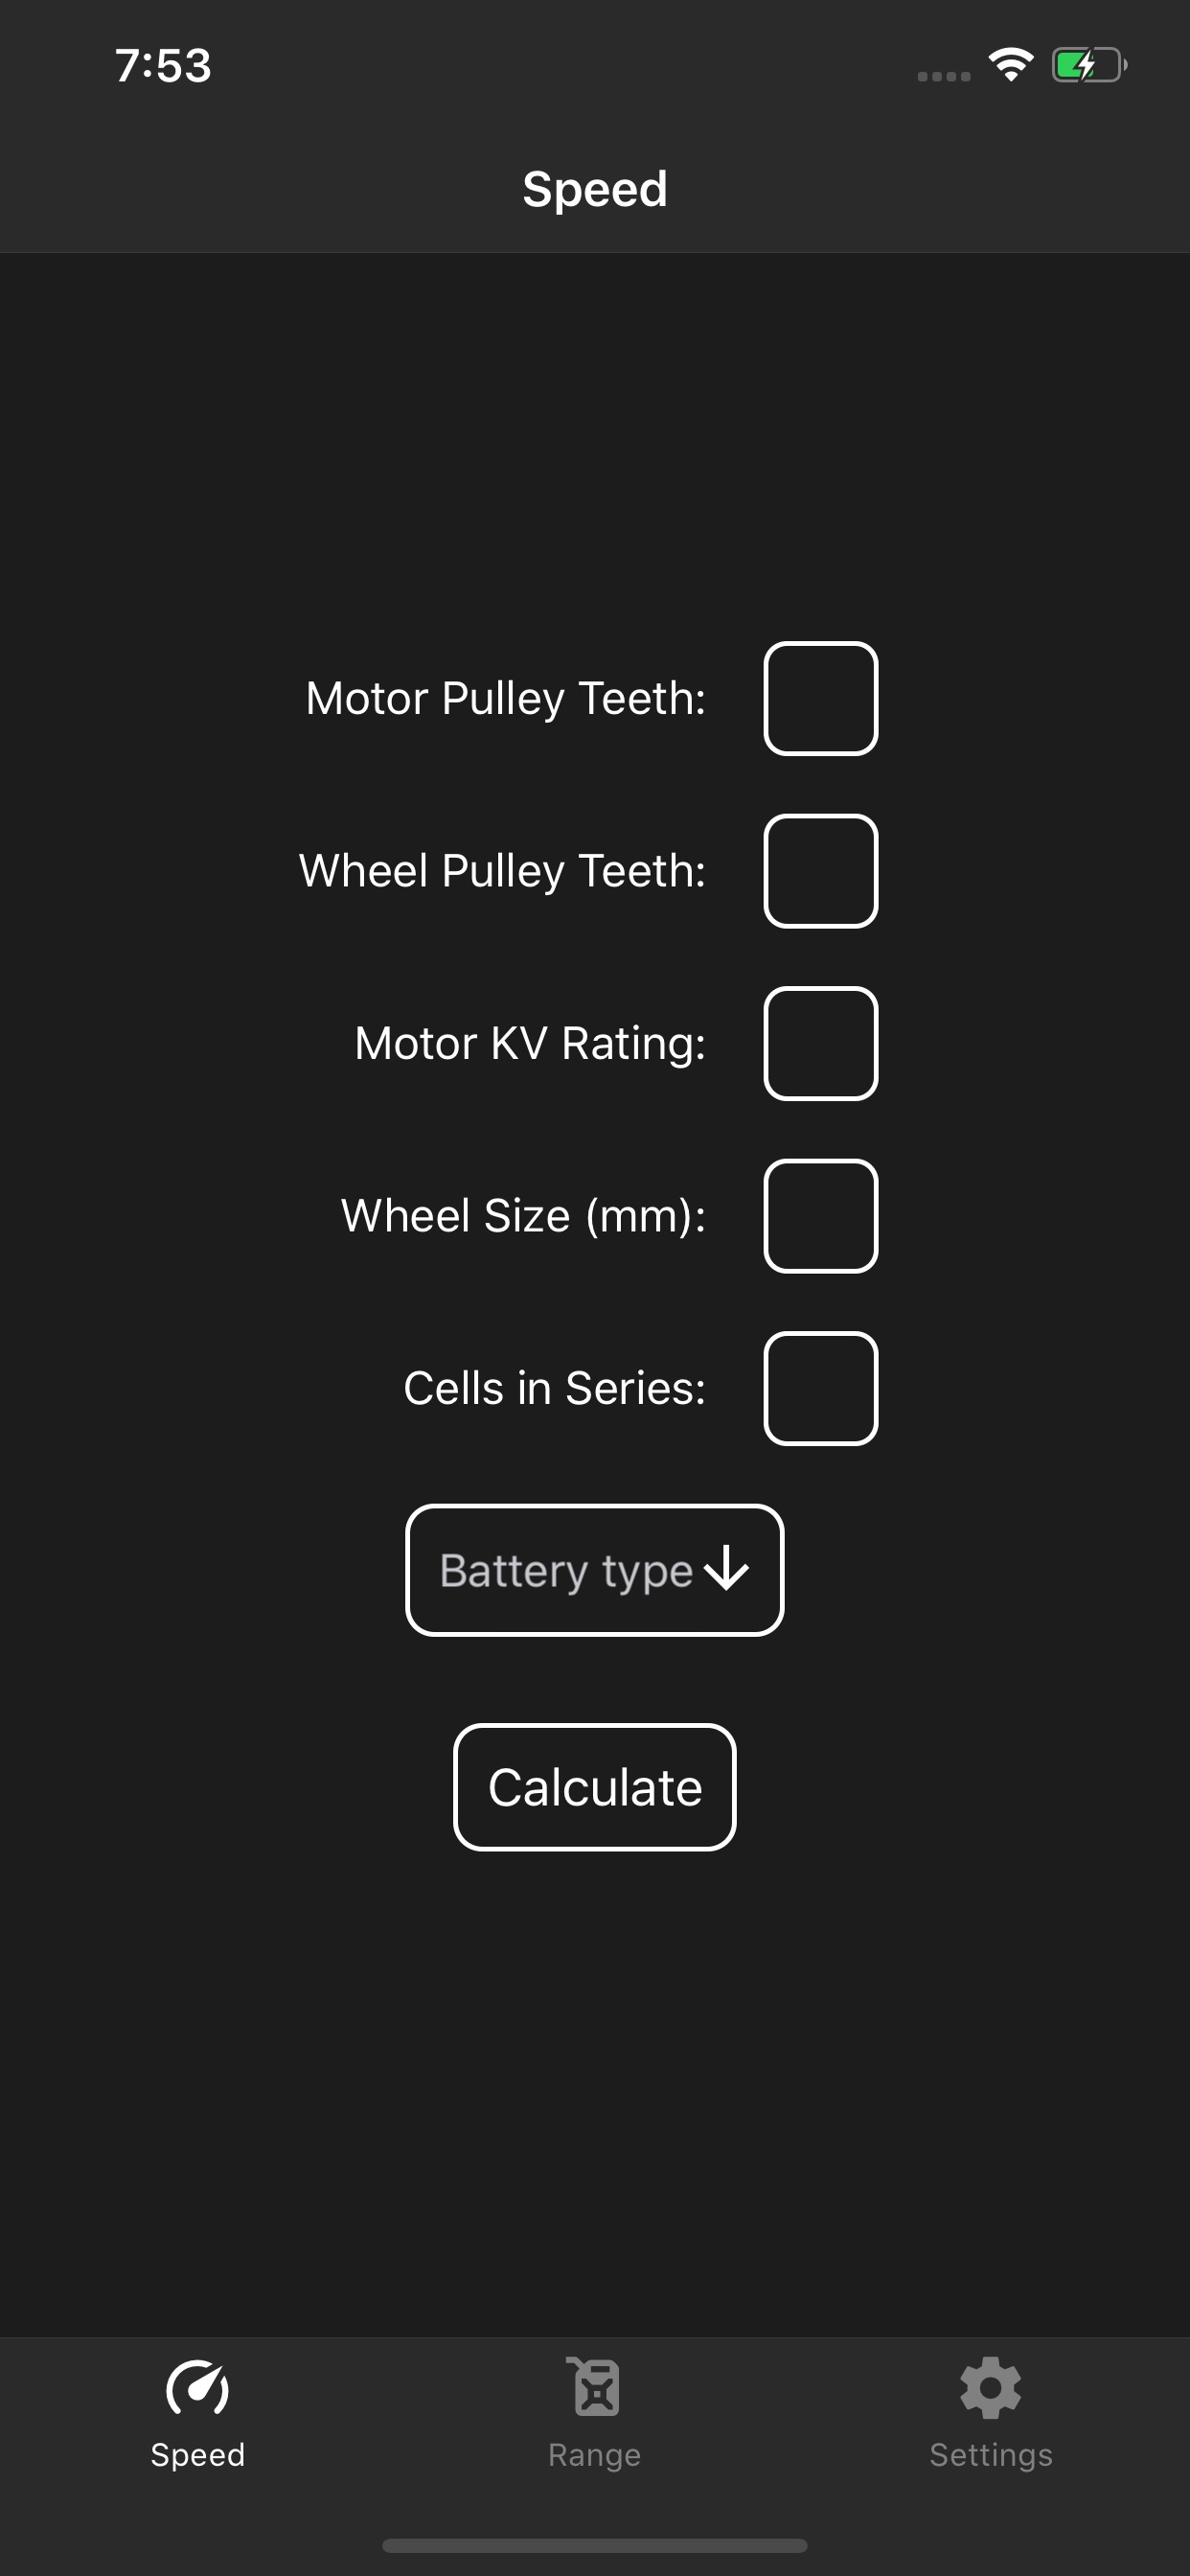 7:53
Speed
Motor Pulley Teeth:
Wheel Pulley Teeth:
Motor KV Rating:
Wheel Size (mm):
Cells in Series:
Battery type
Calculate
Speed
Range
Settings